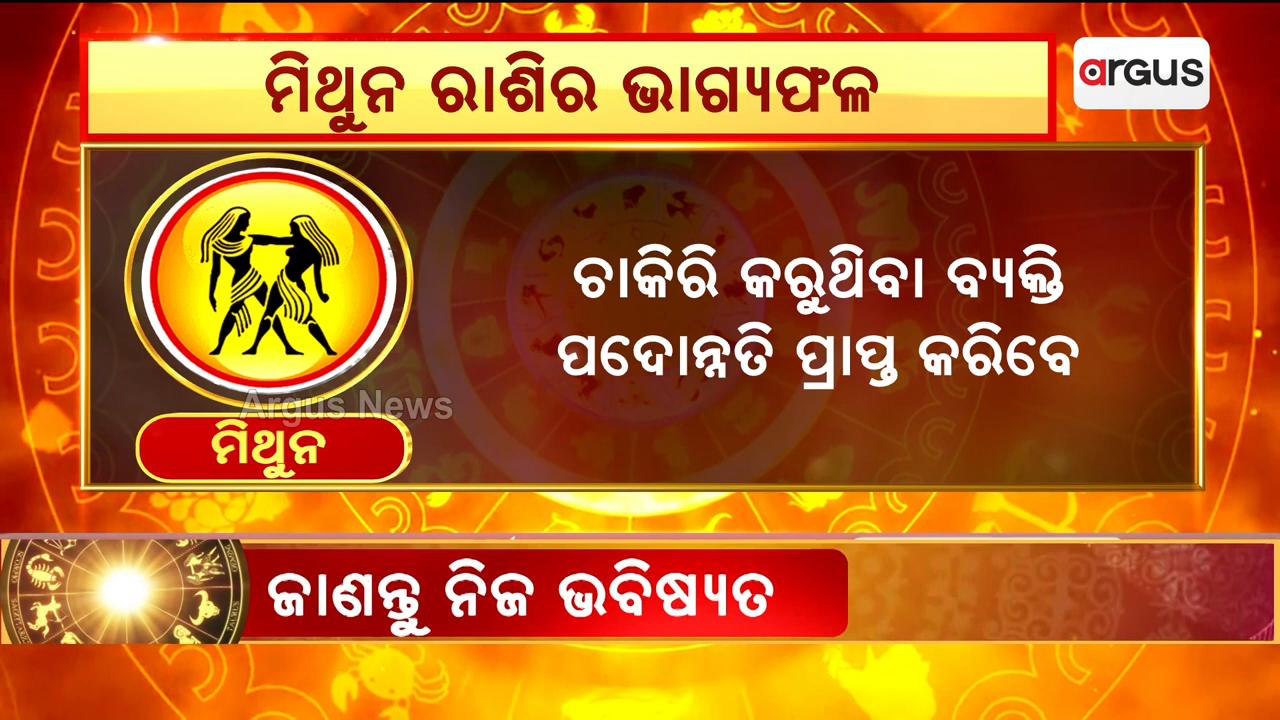 ମିଥୁନ ରାଶିର ଭାଗ୍ୟଫଳ
argus
ଚାକିରି କରୁଥିବା ବ୍ୟକ୍ତି
ପଦୋନ୍ନତି ପ୍ରାପ୍ତ କରିବେ
Argus News
ମିଥୁନ
ଜାଣନ୍ତୁ ନିଜ ଭବିଷ୍ୟତ